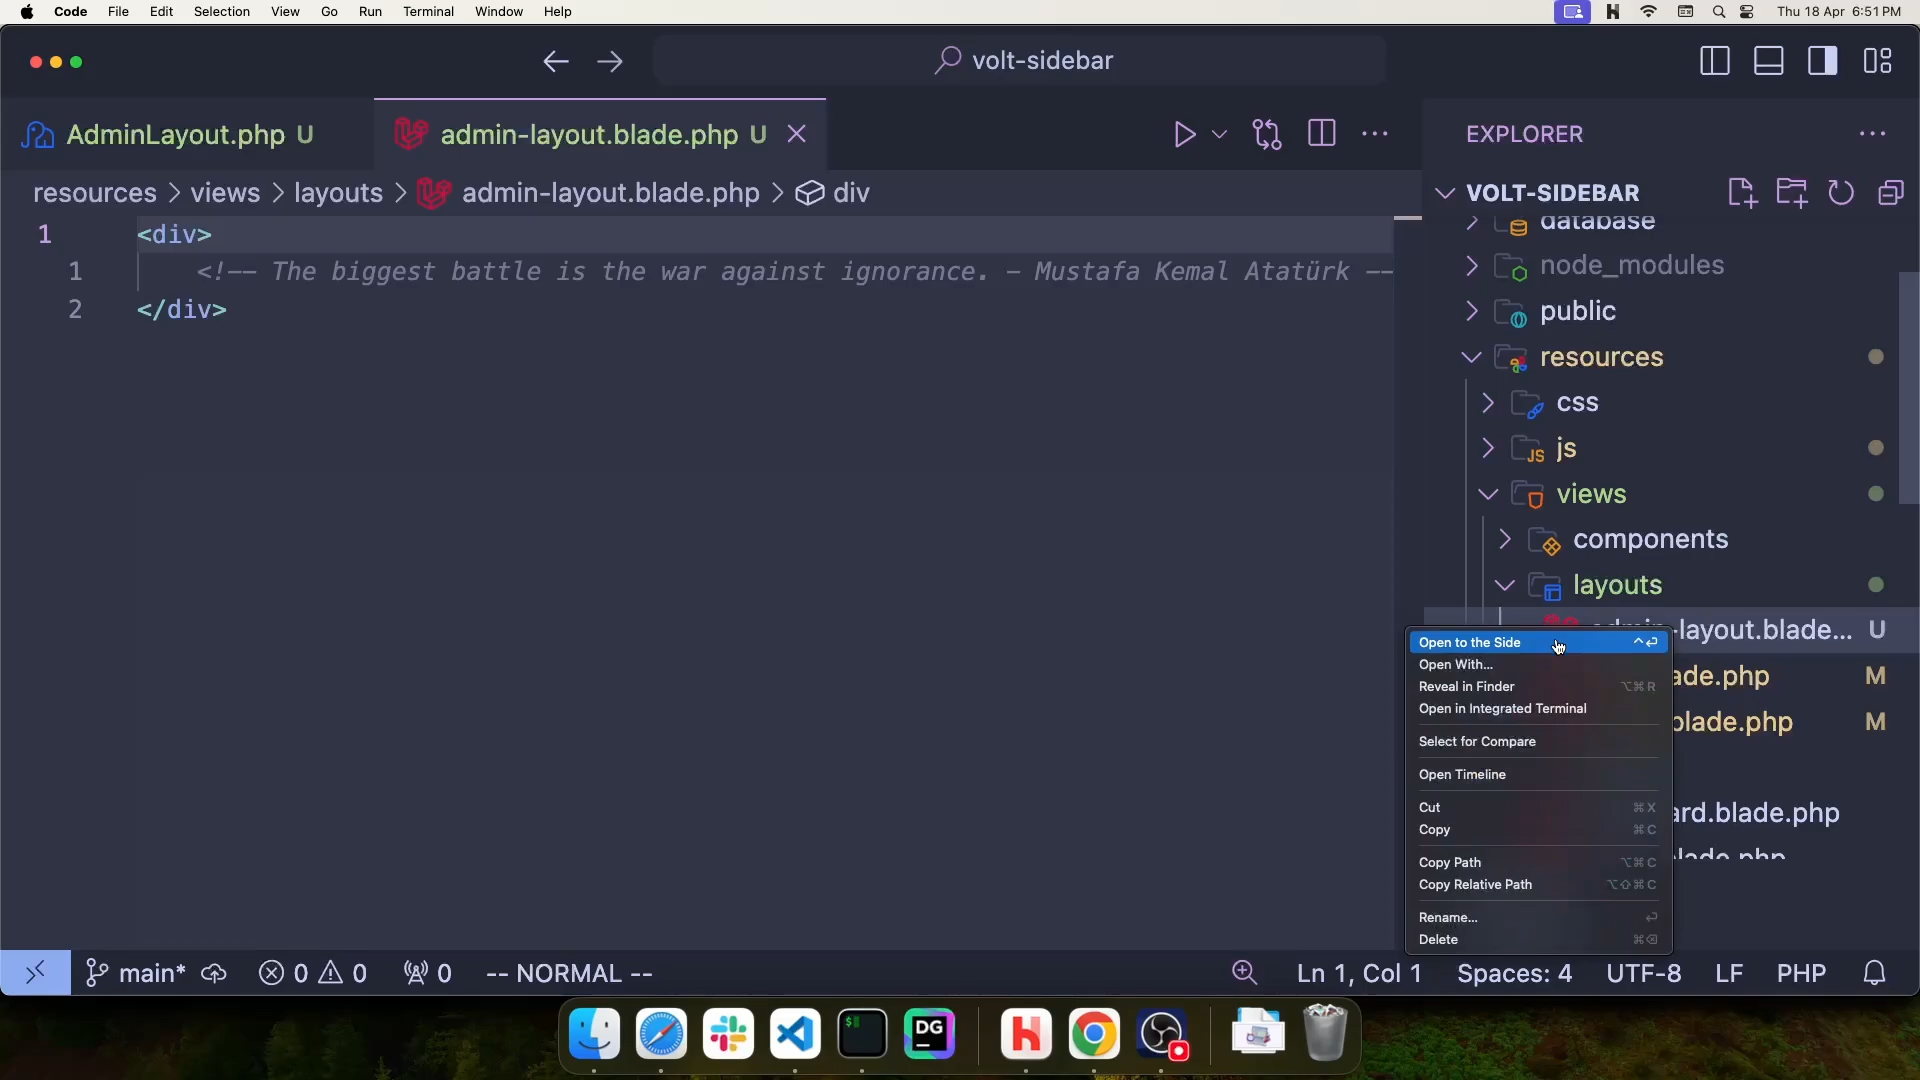 Code File Edit Selection View Go Run Terminal Window Help Thu 18 Apr 6:51 PM
volt-sidebar
AdminLayout.php U
admin-layout.blade.php U
resources > views > layouts > admin-layout.blade.php > div
1 <div>
1 <!-- The biggest battle is the war against ignorance. - Mustafa Kemal Atatürk --
2 </div>
EXPLORER
VOLT-SIDEBAR
database
node_modules
public
resources
css
JS js
views
components
layouts
-layout.blade... U
ade.php M
blade.php M
ard.blade.php
Open to the Side ^⏎
Open With...
Reveal in Finder ⌥⌘R
Open in Integrated Terminal
Select for Compare
Open Timeline
Cut ⌘X
Copy ⌘C
Copy Path ⌥⌘C
Copy Relative Path ⌥⇧⌘C
Rename... ⏎
Delete ⌘⌫
main* 0 0 0 -- NORMAL -- Ln 1, Col 1 Spaces: 4 UTF-8 LF PHP
$
DG